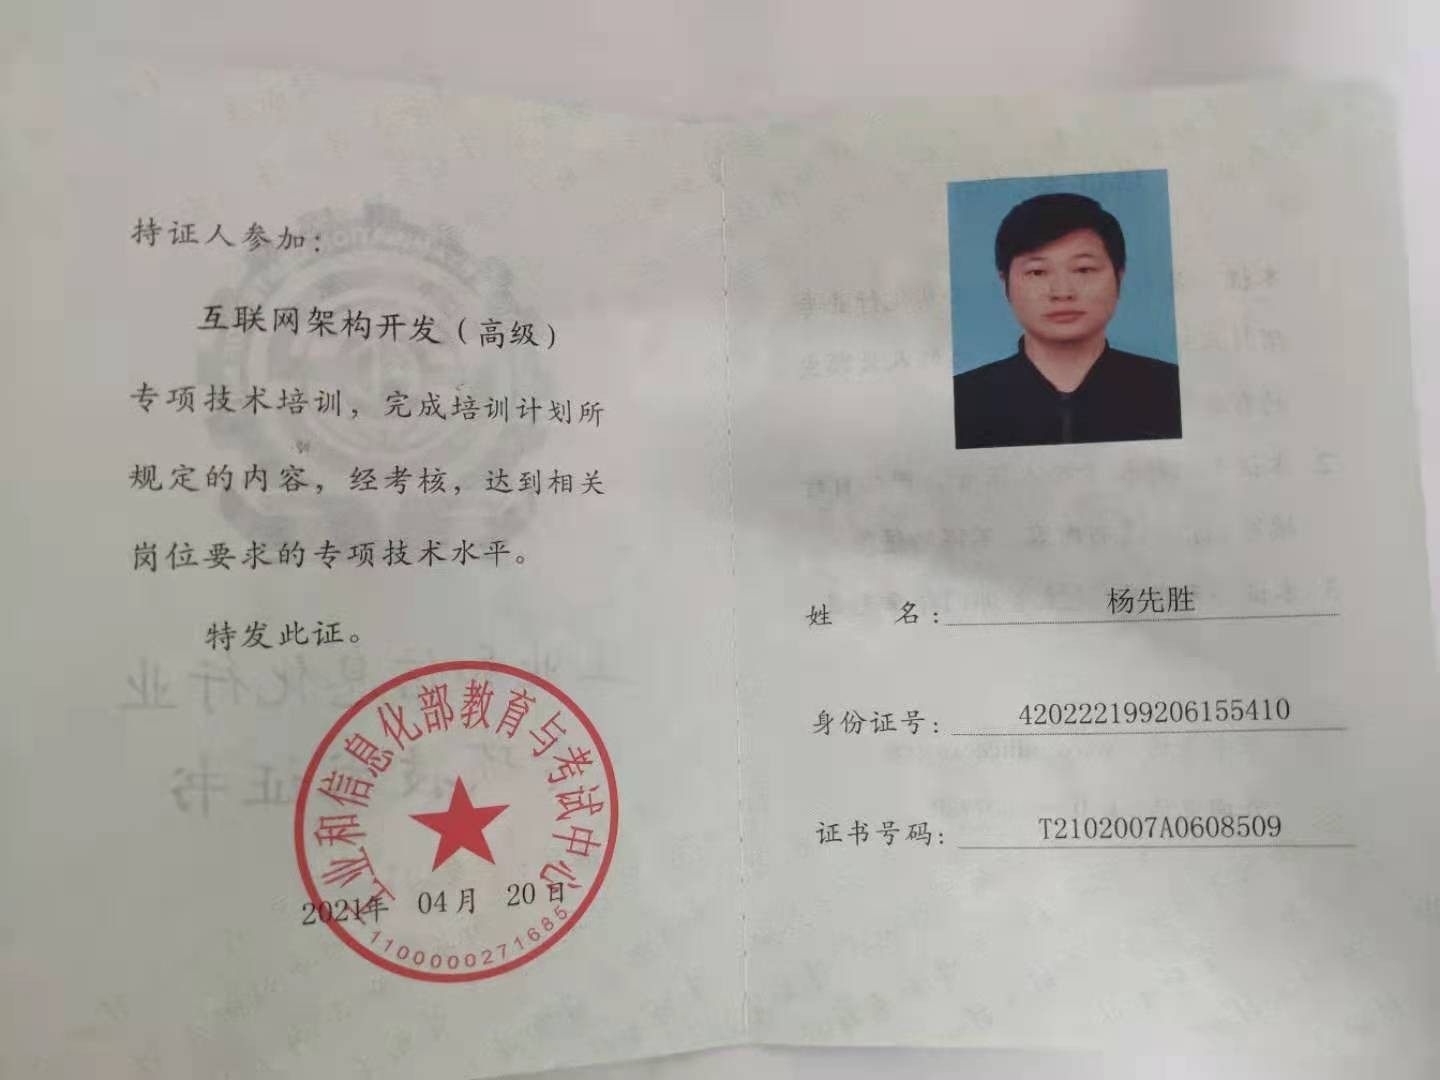 持证人参加:
互联网架构开发(高级)
专项技术培训，完成培训计划所
规定的内容，经考核，达到相关
岗位要求的专项技术水平。
特发此证。
工业和信息化部教育与考试中心
2021年 04月 20日
1100000271685
姓 名: 杨先胜
身份证号: 420222199206155410
证书号码: T2102007A0608509